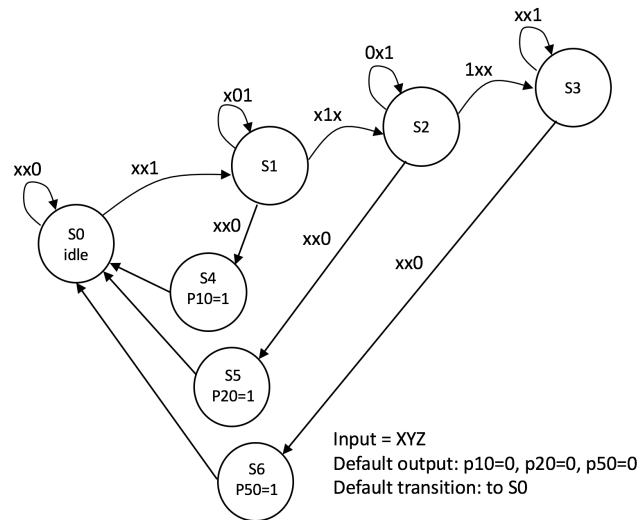 xx1
0x1
1xx
S3
x01
x1x
S2
xx0
xx1
S1
S0
idle
xx0
xx0
xx0
S4
P10=1
S5
P20=1
S6
P50=1
Input = XYZ
Default output: p10=0, p20=0, p50=0
Default transition: to S0